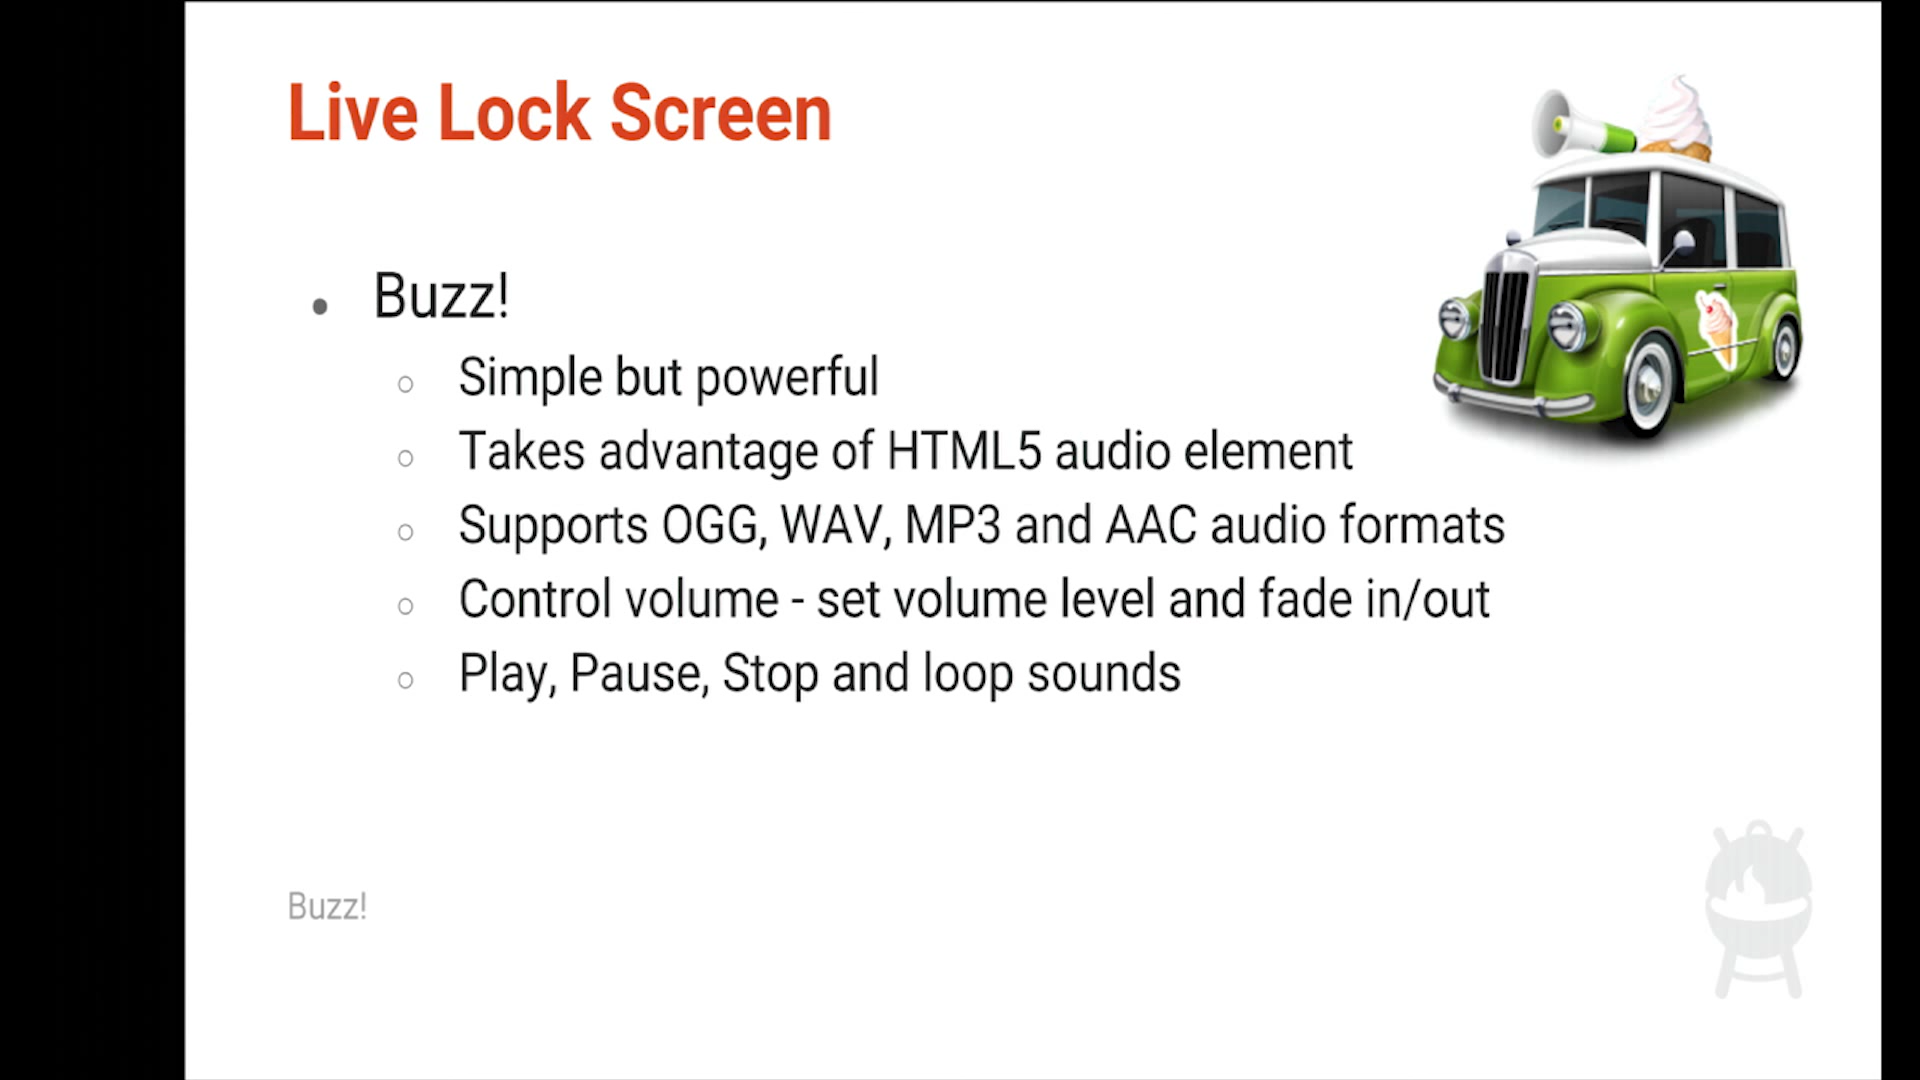 Live Lock Screen
Buzz!
Simple but powerful
Takes advantage of HTML5 audio element
Supports OGG, WAV, MP3 and AAC audio formats
Control volume - set volume level and fade in/out
Play, Pause, Stop and loop sounds
Buzz!